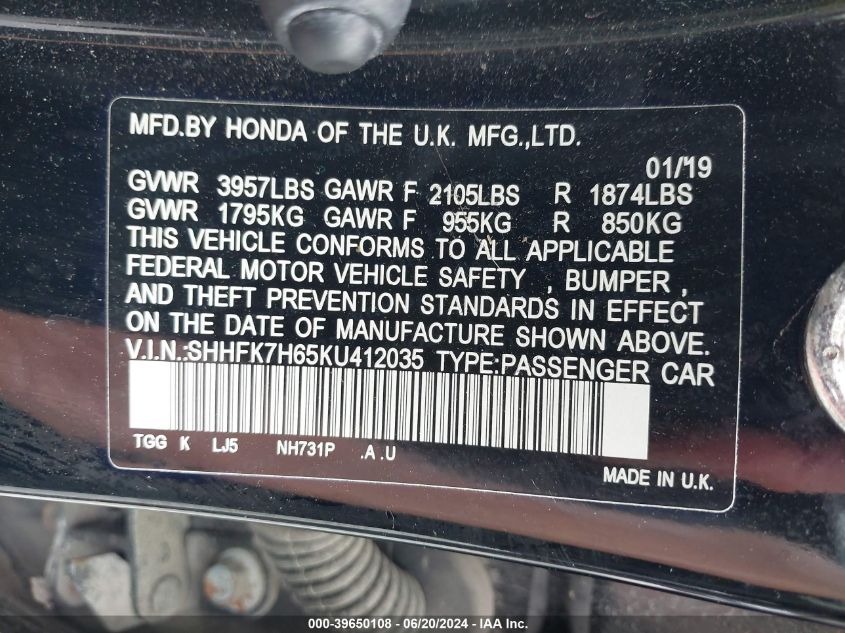 MFD.BY HONDA OF THE U.K. MFG.,LTD.
01/'19
GVWR 3957LBS GAWR F 2105LBS R 1874LBS
GVWR 1795KG GAWR F 955KG R 850KG
THIS VEHICLE CONFORMS TO ALL APPLICABLE
FEDERAL MOTOR VEHICLE SAFETY , BUMPER ,
AND THEFT PREVENTION STANDARDS IN EFFECT
ON THE DATE OF MANUFACTURE SHOWN ABOVE.
V.I.N.:SHHFK7H65KU412035 TYPE:PASSENGER CAR
TGG K LJ5 NH731P .A .U
MADE IN U.K.
000-39650108 - 06/20/2024 - IAAI.COM.